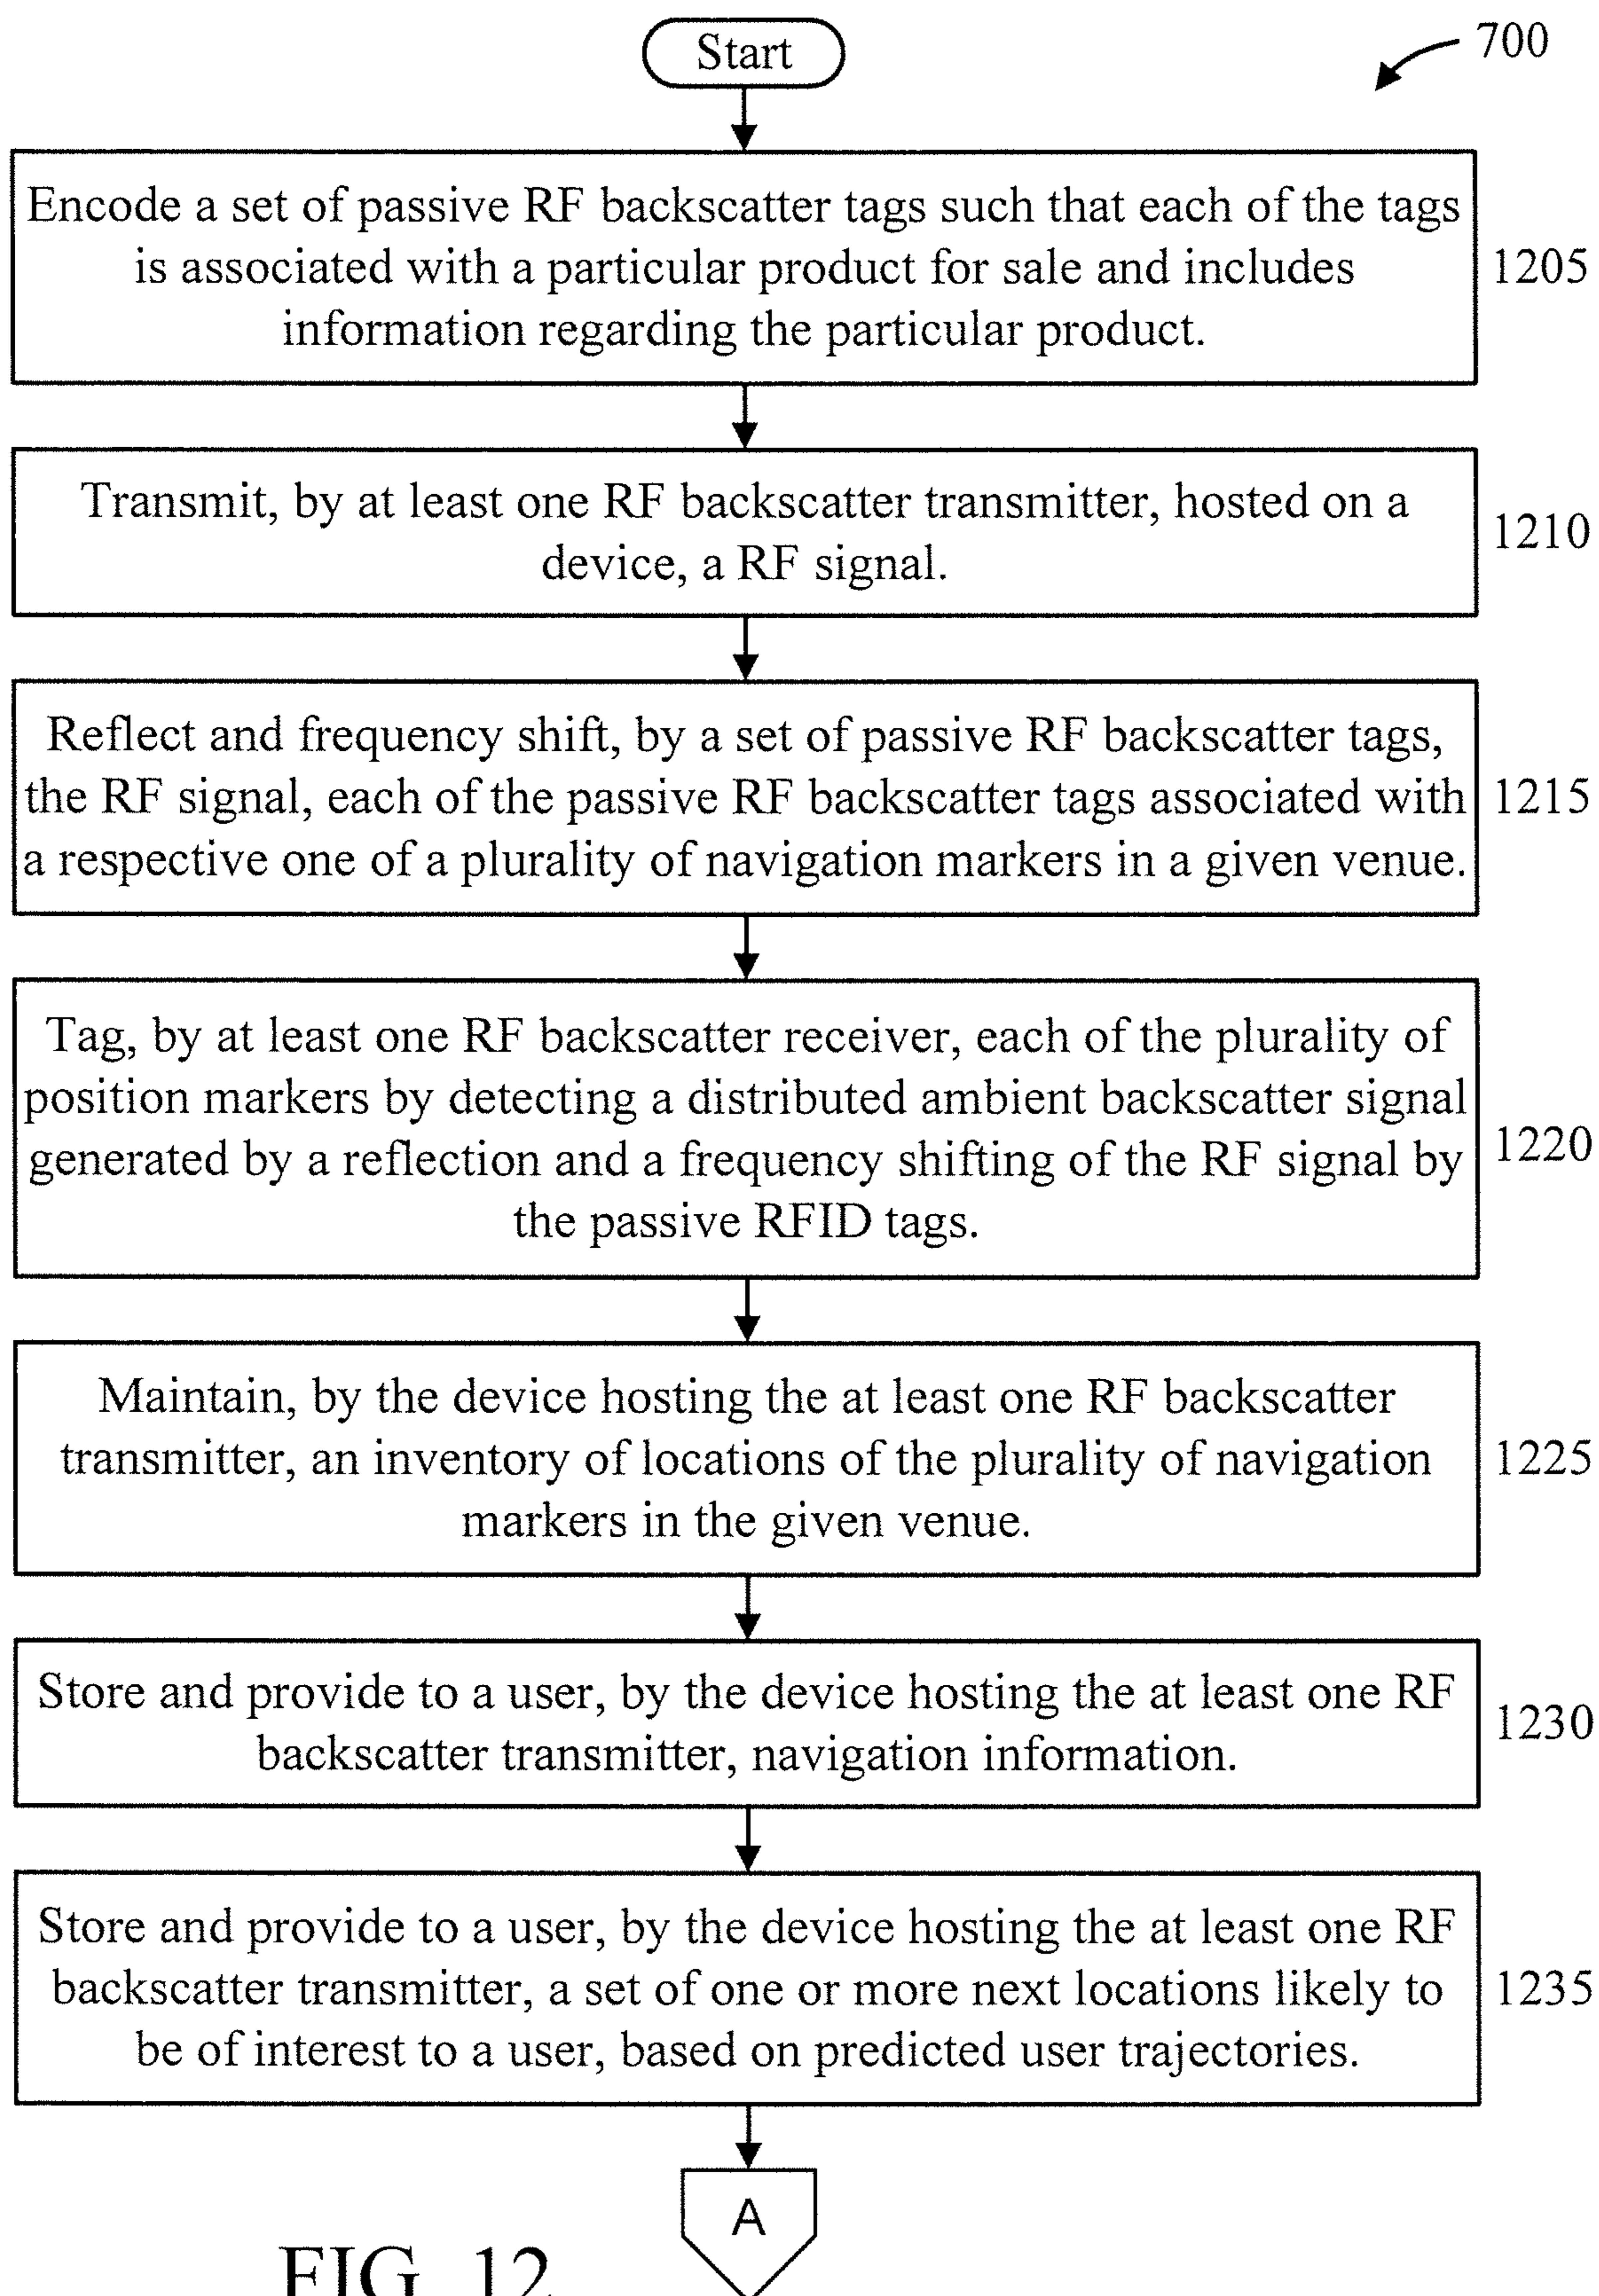 Start
700
Encode a set of passive RF backscatter tags such that each of the tags
is associated with a particular product for sale and includes
information regarding the particular product.
1205
Transmit, by at least one RF backscatter transmitter, hosted on a
device, a RF signal.
1210
Reflect and frequency shift, by a set of passive RF backscatter tags,
the RF signal, each of the passive RF backscatter tags associated with
a respective one of a plurality of navigation markers in a given venue.
1215
Tag, by at least one RF backscatter receiver, each of the plurality of
position markers by detecting a distributed ambient backscatter signal
generated by a reflection and a frequency shifting of the RF signal by
the passive RFID tags.
1220
Maintain, by the device hosting the at least one RF backscatter
transmitter, an inventory of locations of the plurality of navigation
markers in the given venue.
1225
Store and provide to a user, by the device hosting the at least one RF
backscatter transmitter, navigation information.
1230
Store and provide to a user, by the device hosting the at least one RF
backscatter transmitter, a set of one or more next locations likely to
be of interest to a user, based on predicted user trajectories.
1235
A
FIG. 12